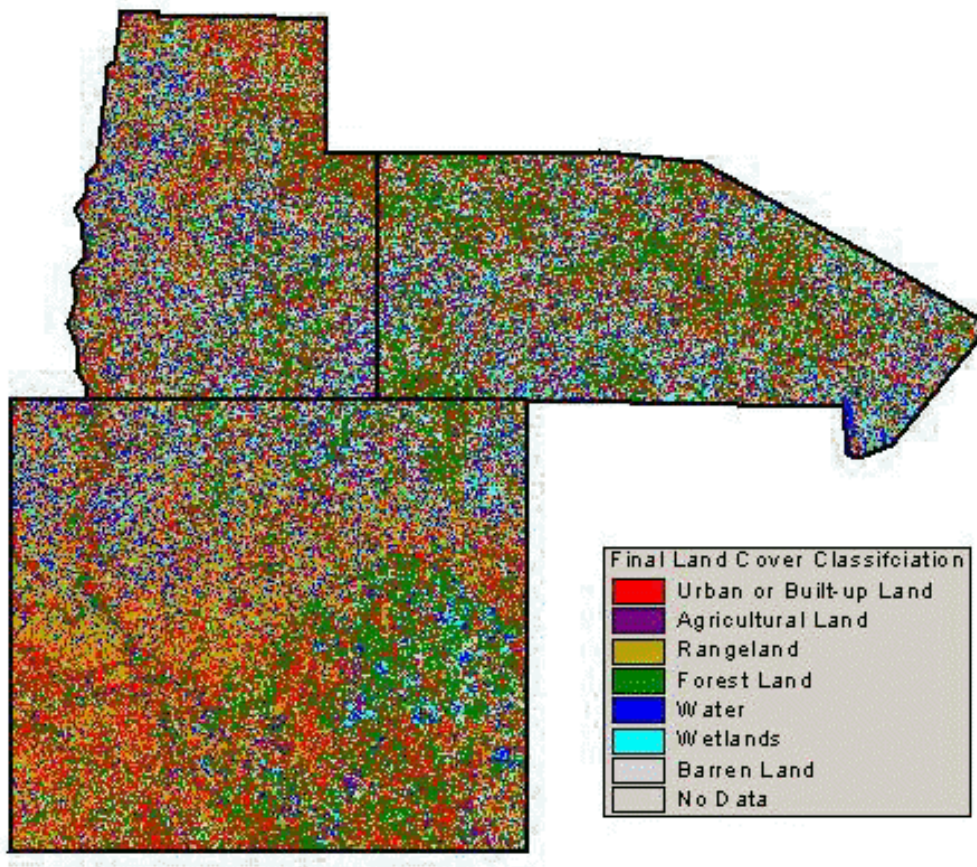 Final Land Cover Classifciation
Urban or Built-up Land
Agricultural Land
Rangeland
Forest Land
Water
Wetlands
Barren Land
No Data